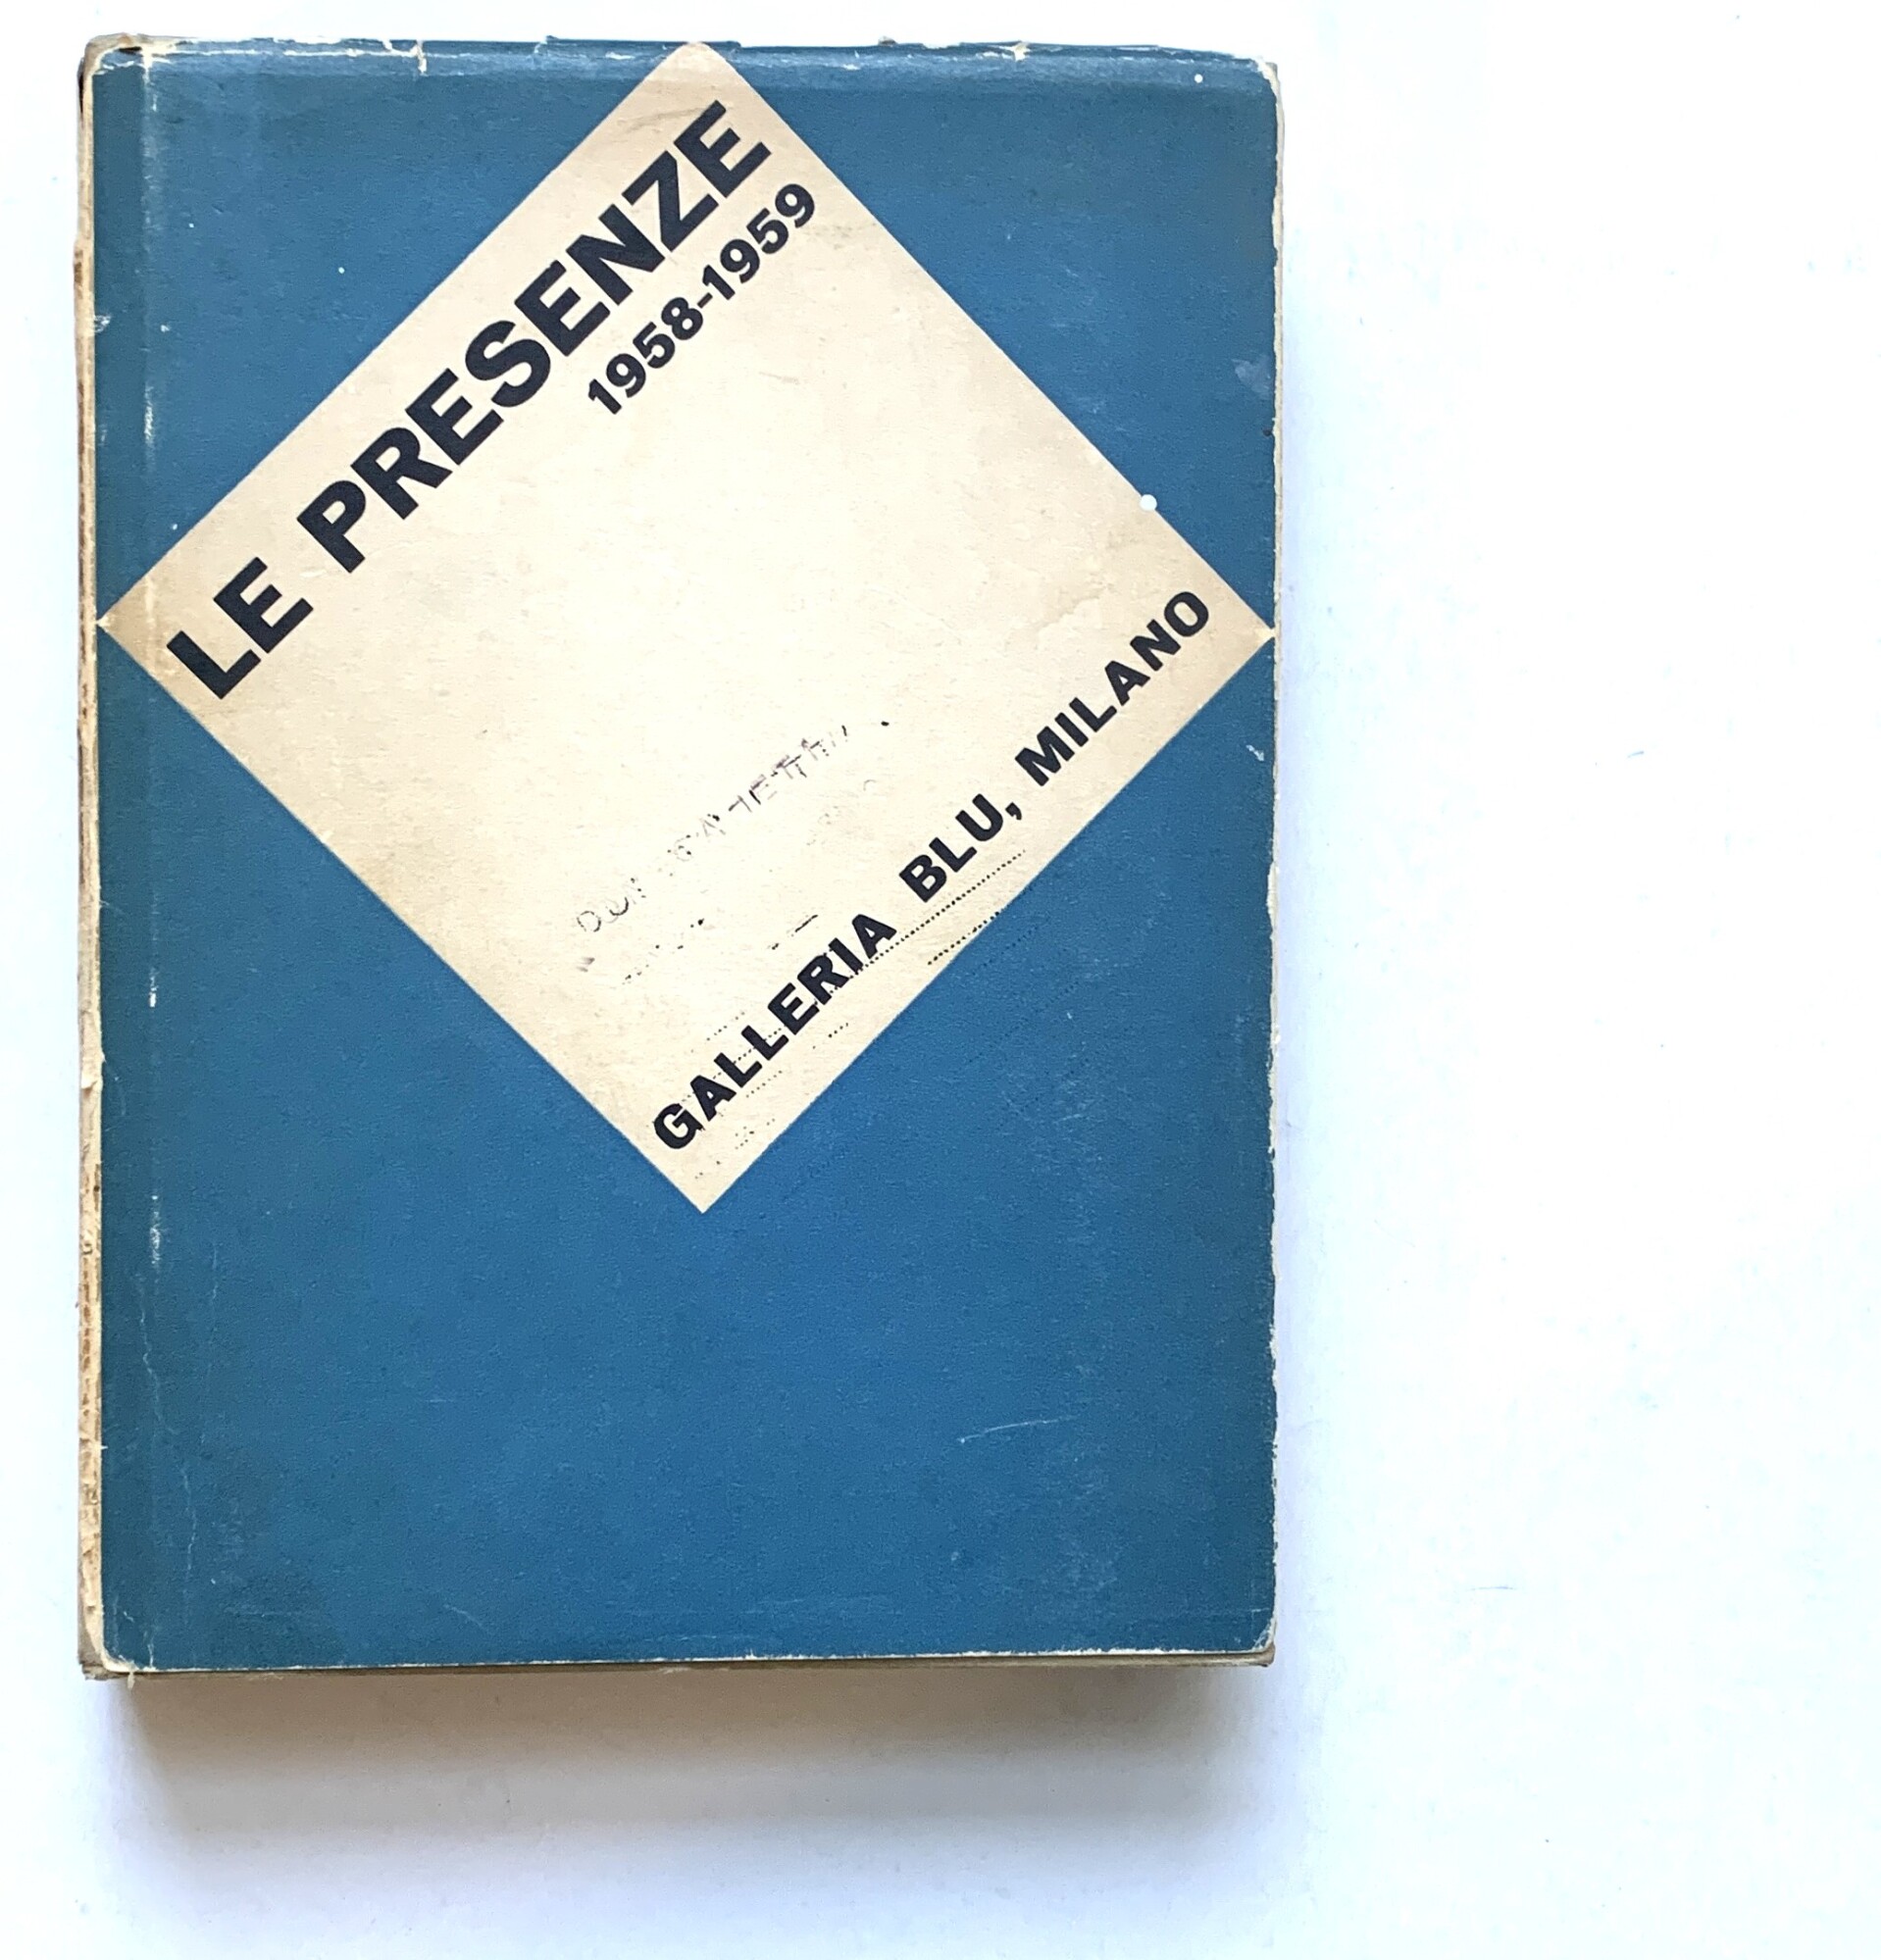 LE PRESENZE
1958-1959
GALLERIA BLU, MILANO